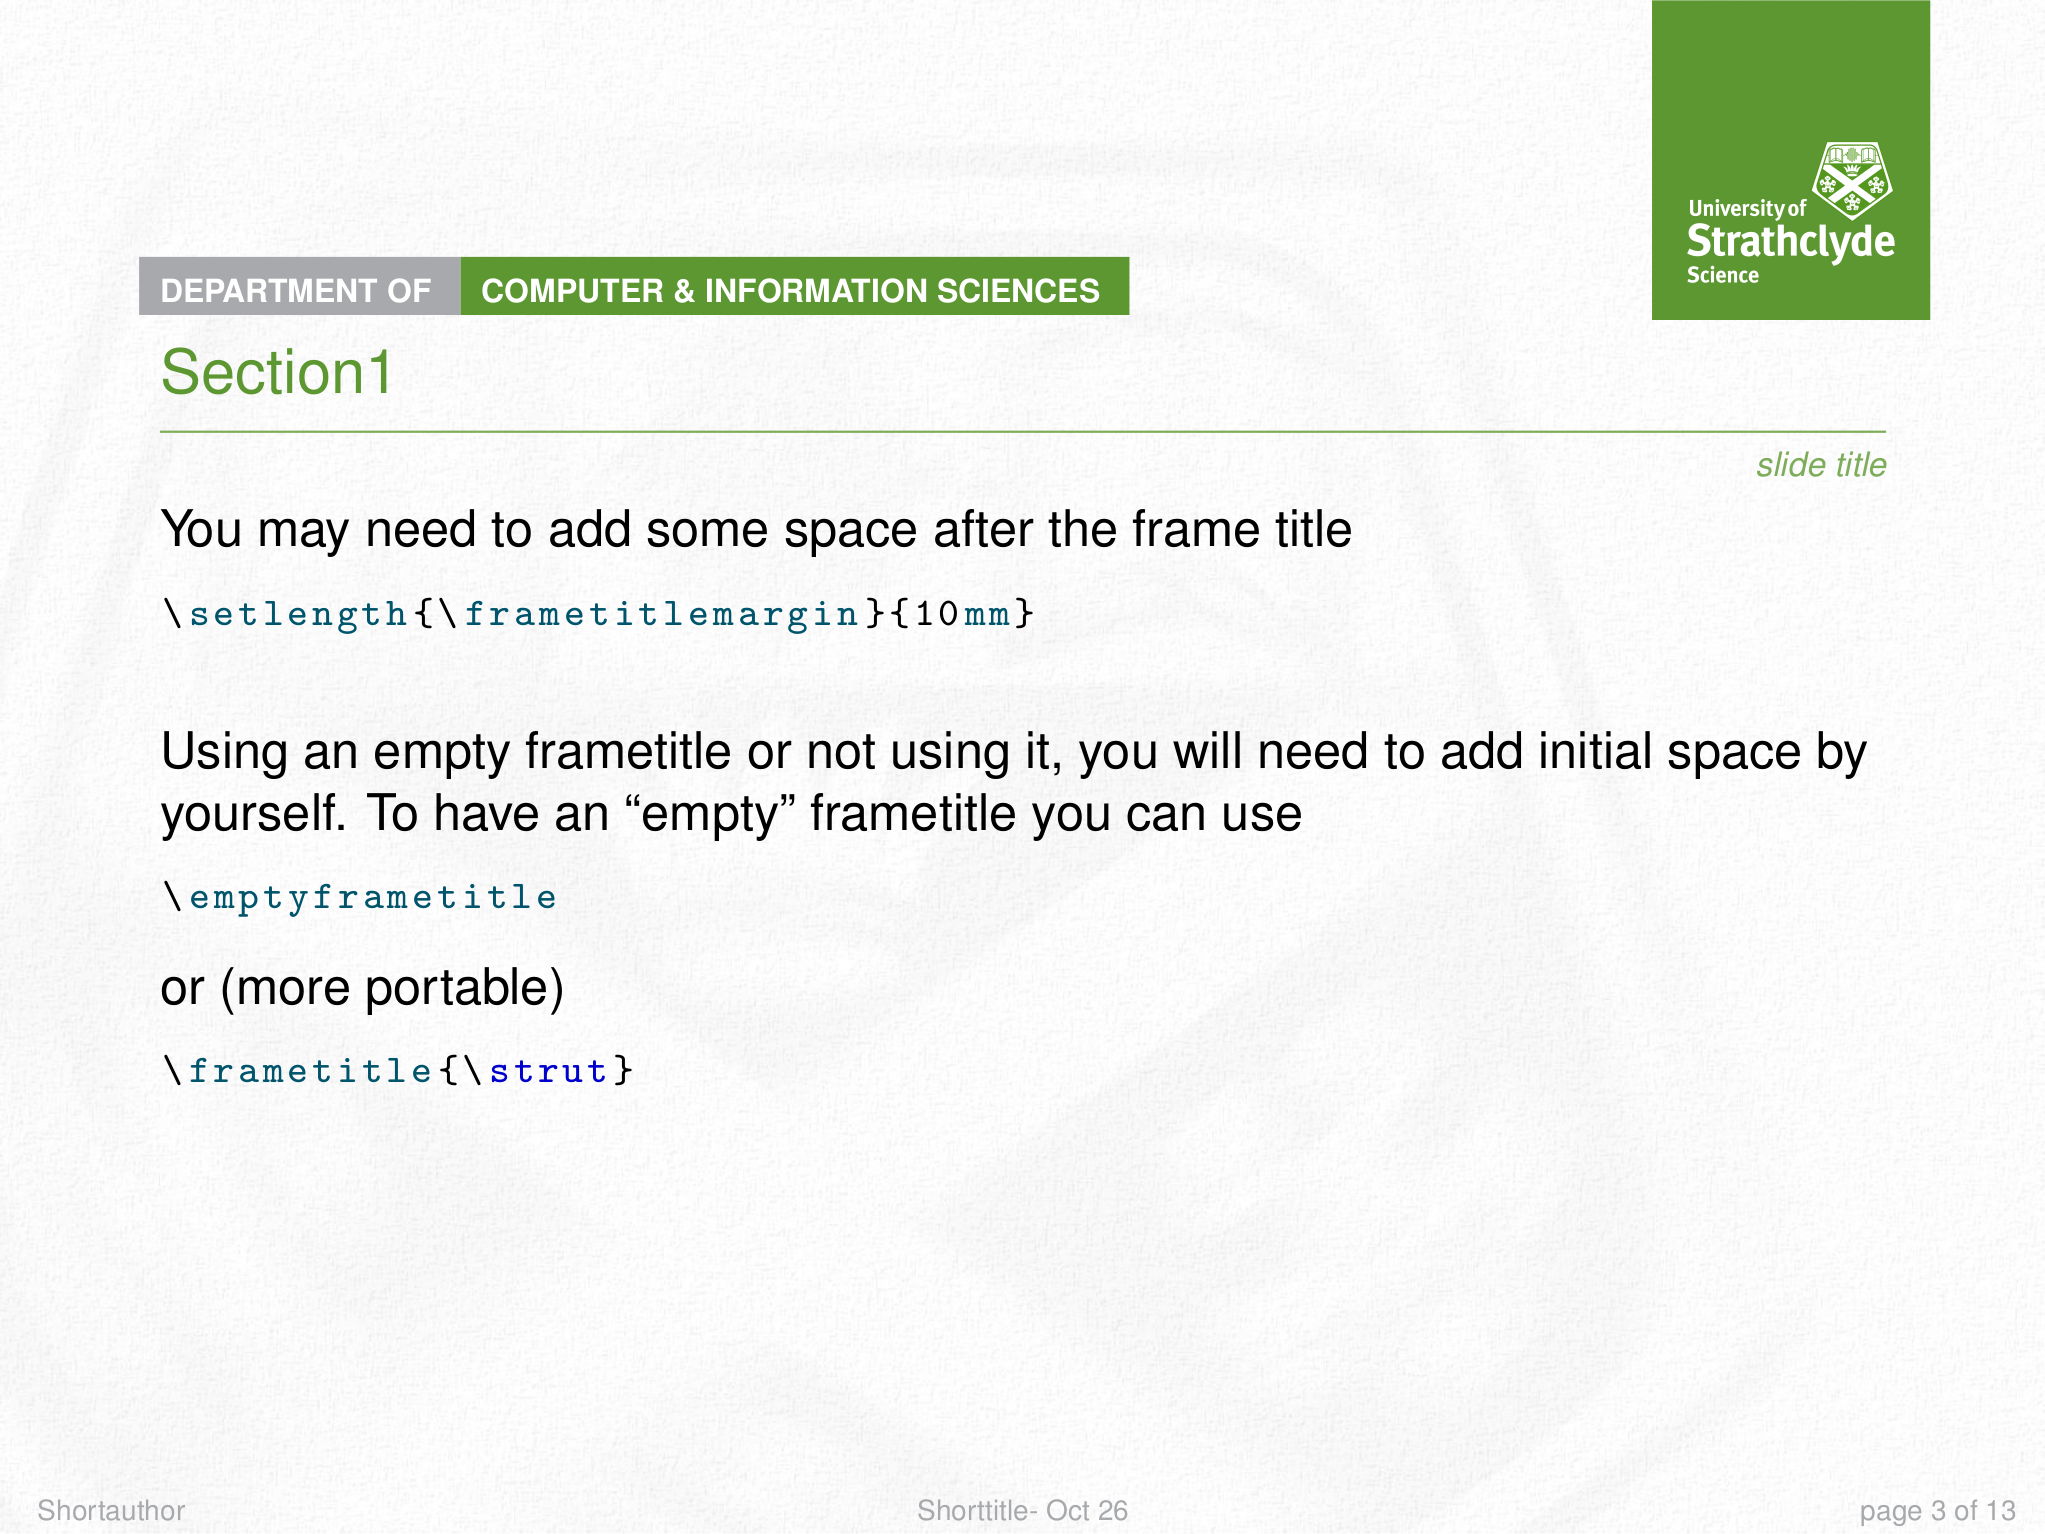 University of
Strathclyde
Science
DEPARTMENT OF COMPUTER & INFORMATION SCIENCES
Section1
slide title
You may need to add some space after the frame title
\setlength{\frametitlemargin}{10mm}
Using an empty frametitle or not using it, you will need to add initial space by
yourself. To have an “empty” frametitle you can use
\emptyframetitle
or (more portable)
\frametitle{\strut}
Shortauthor
Shorttitle- Oct 26
page 3 of 13